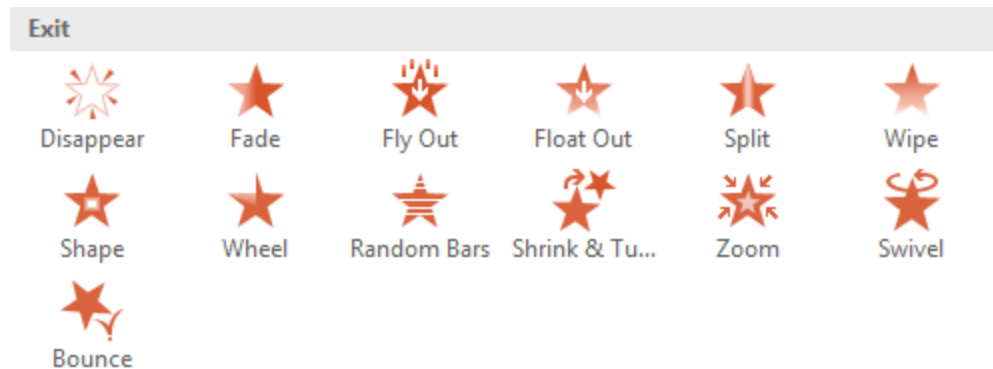 Exit
Disappear Fade Fly Out Float Out Split Wipe
Shape Wheel Random Bars Shrink & Tu... Zoom Swivel
Bounce